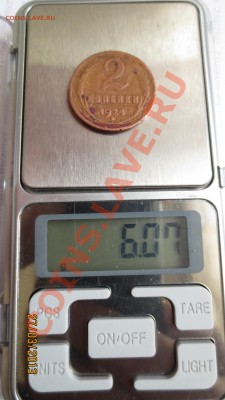 COINS.LAVE.RU
2
КОПЕЙКИ
6.07
PCS
TARE
ON/OFF
UNITS
LIGHT
COINS.LAVE.RU